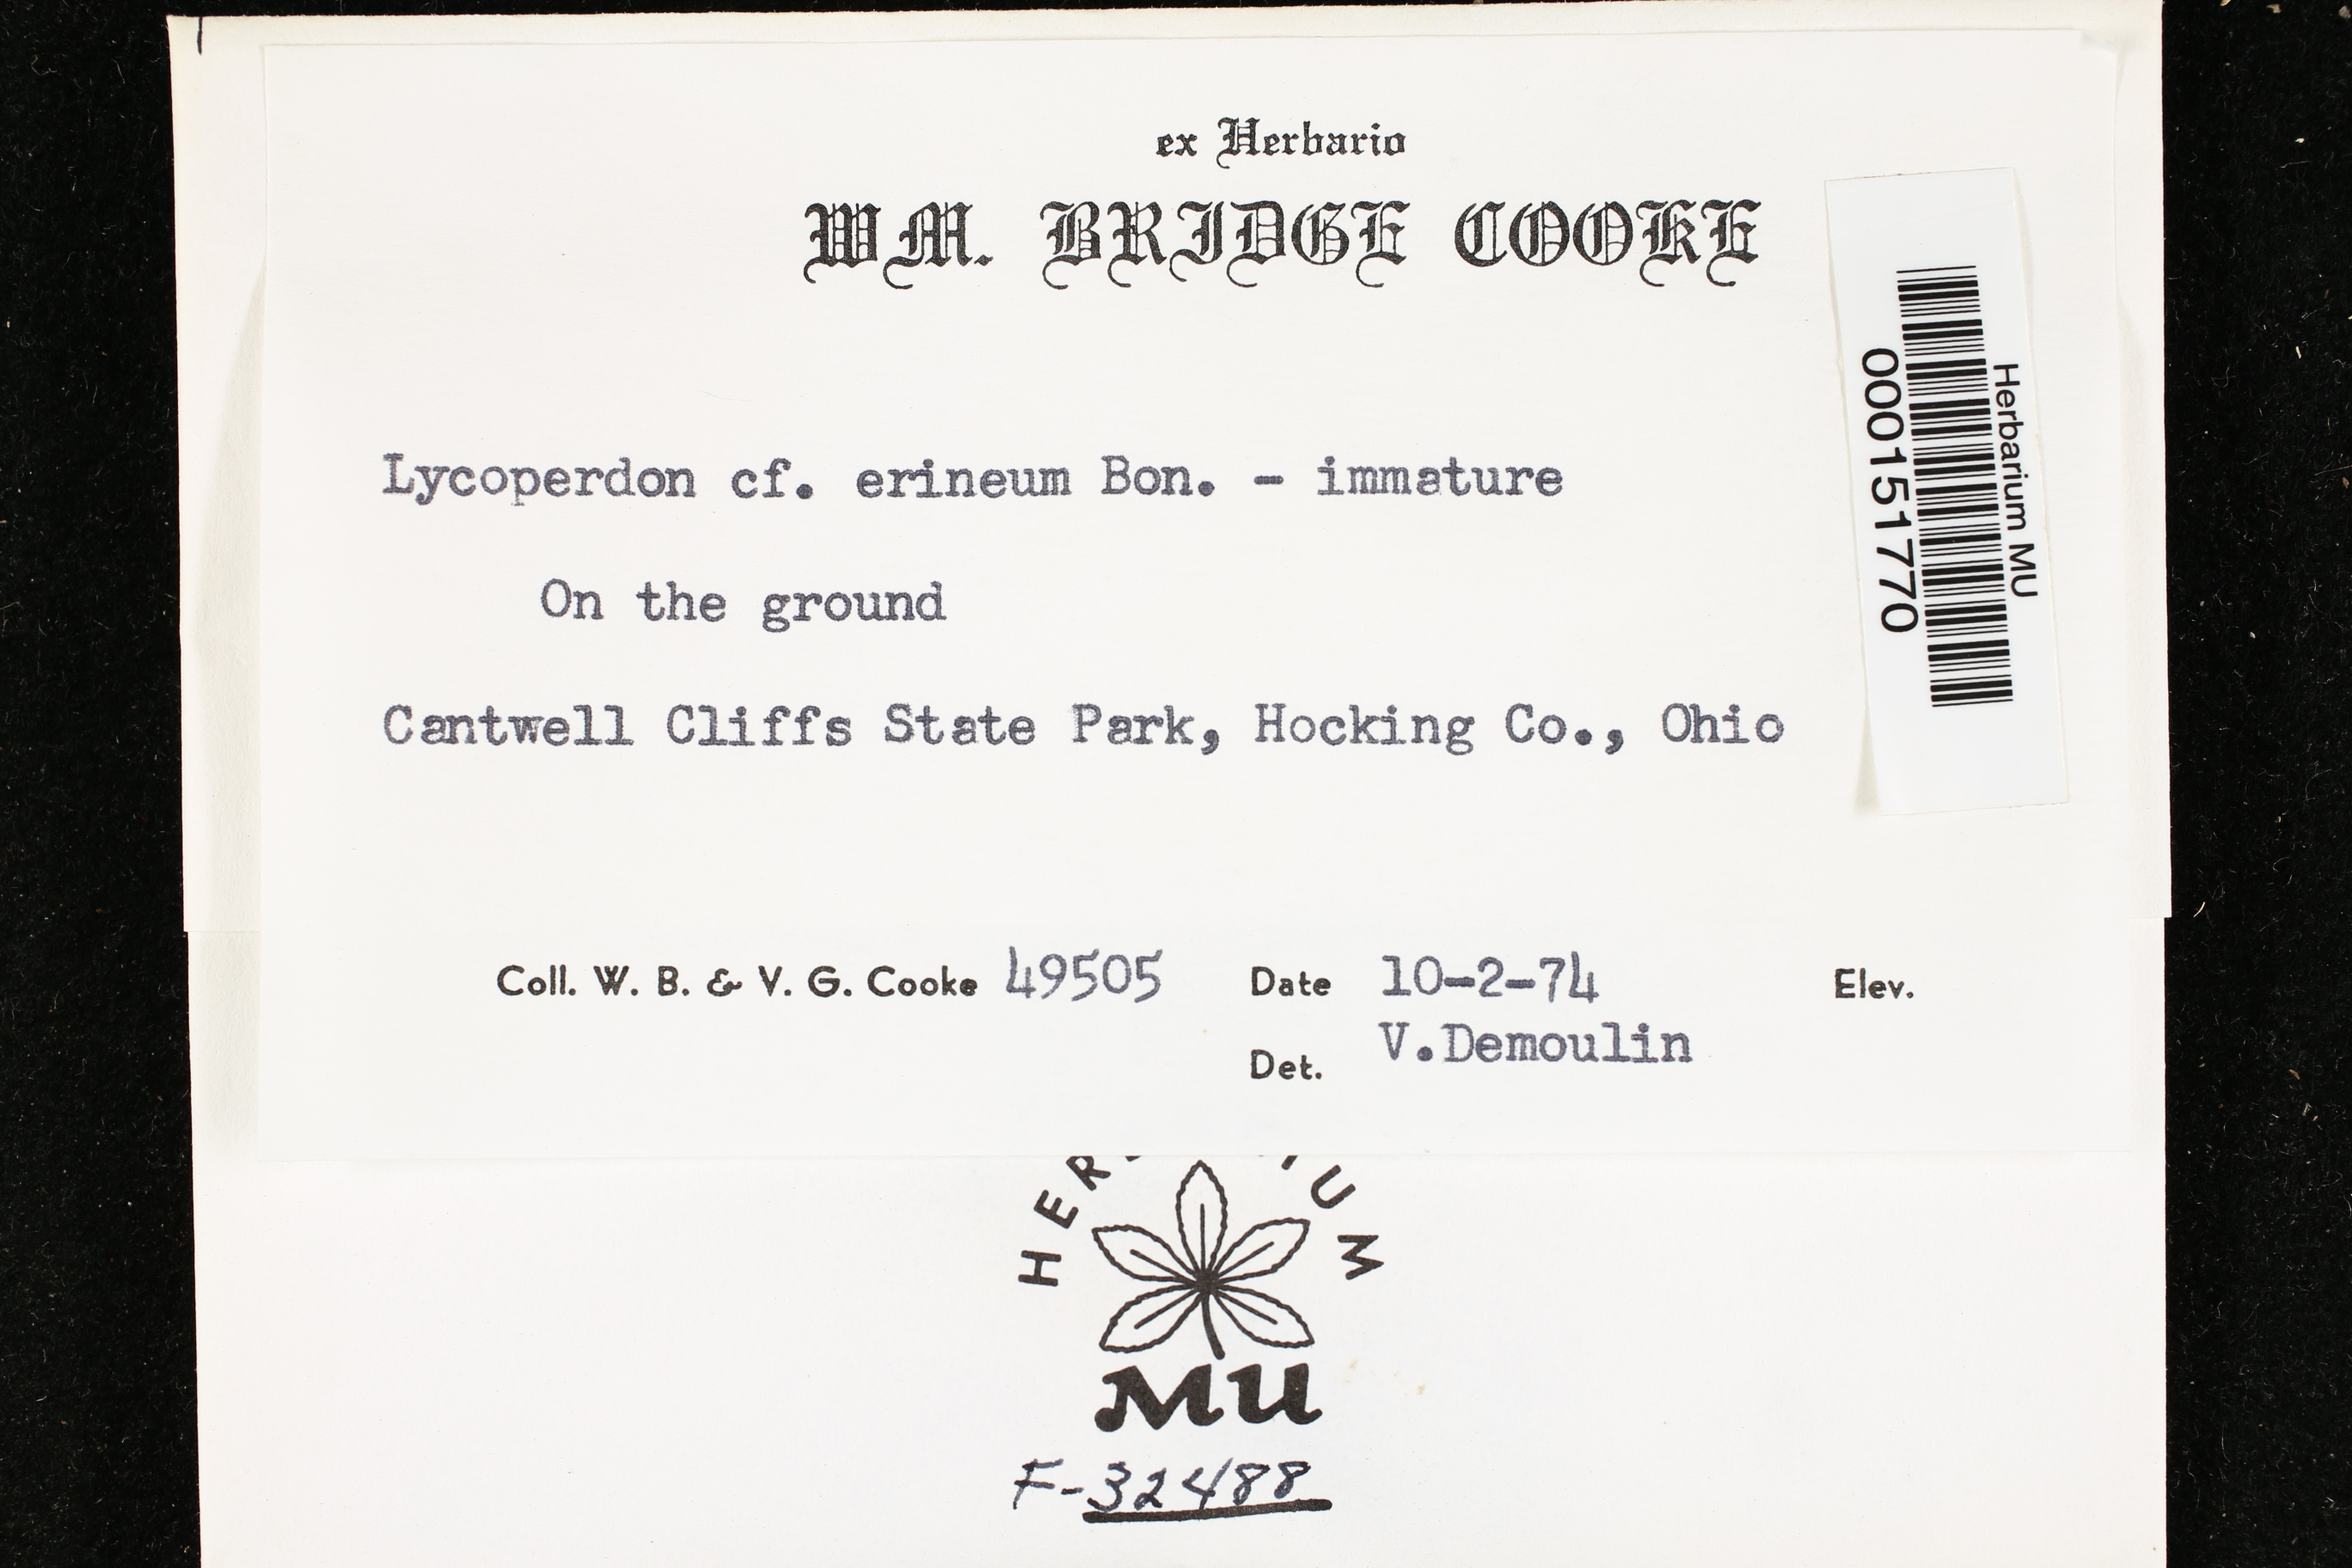 ex Herbario
WM. BRIDGE COOKE
Herbarium MU
000151770
Lycoperdon cf. erineum Bon. - immature
On the ground
Cantwell Cliffs State Park, Hocking Co., Ohio
Coll. W. B. & V. G. Cooke 49505 Date 10-2-74 Elev.
Det. V.Demoulin
MU
F-32488